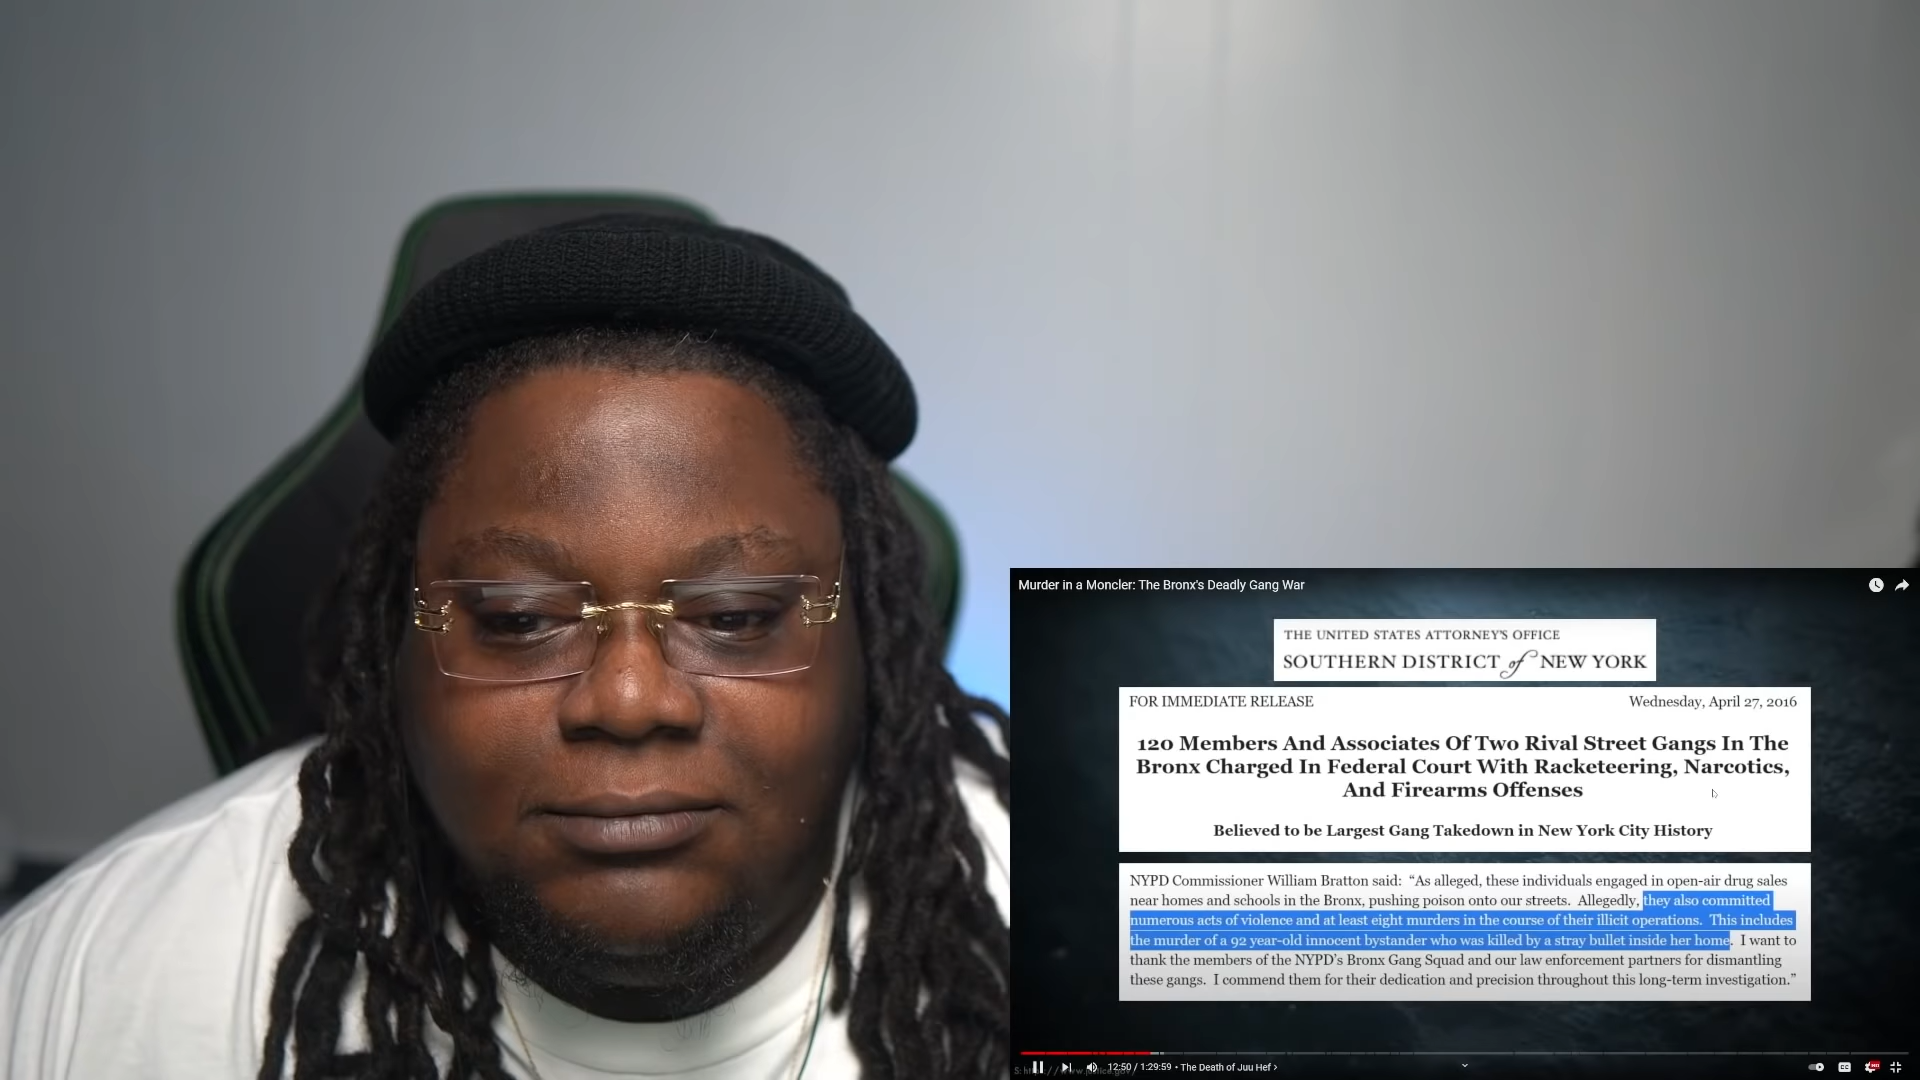 Murder in a Moncler: The Bronx's Deadly Gang War
THE UNITED STATES ATTORNEY'S OFFICE
SOUTHERN DISTRICT of NEW YORK
FOR IMMEDIATE RELEASE
Wednesday, April 27, 2016
120 Members And Associates Of Two Rival Street Gangs In The
Bronx Charged In Federal Court With Racketeering, Narcotics,
And Firearms Offenses
Believed to be Largest Gang Takedown in New York City History
NYPD Commissioner William Bratton said: “As alleged, these individuals engaged in open-air drug sales
near homes and schools in the Bronx, pushing poison onto our streets. Allegedly, they also committed
numerous acts of violence and at least eight murders in the course of their illicit operations. This includes
the murder of a 92 year-old innocent bystander who was killed by a stray bullet inside her home. I want to
thank the members of the NYPD’s Bronx Gang Squad and our law enforcement partners for dismantling
these gangs. I commend them for their dedication and precision throughout this long-term investigation.”
12:50 / 1:29:59 • The Death of Juu Hef ›